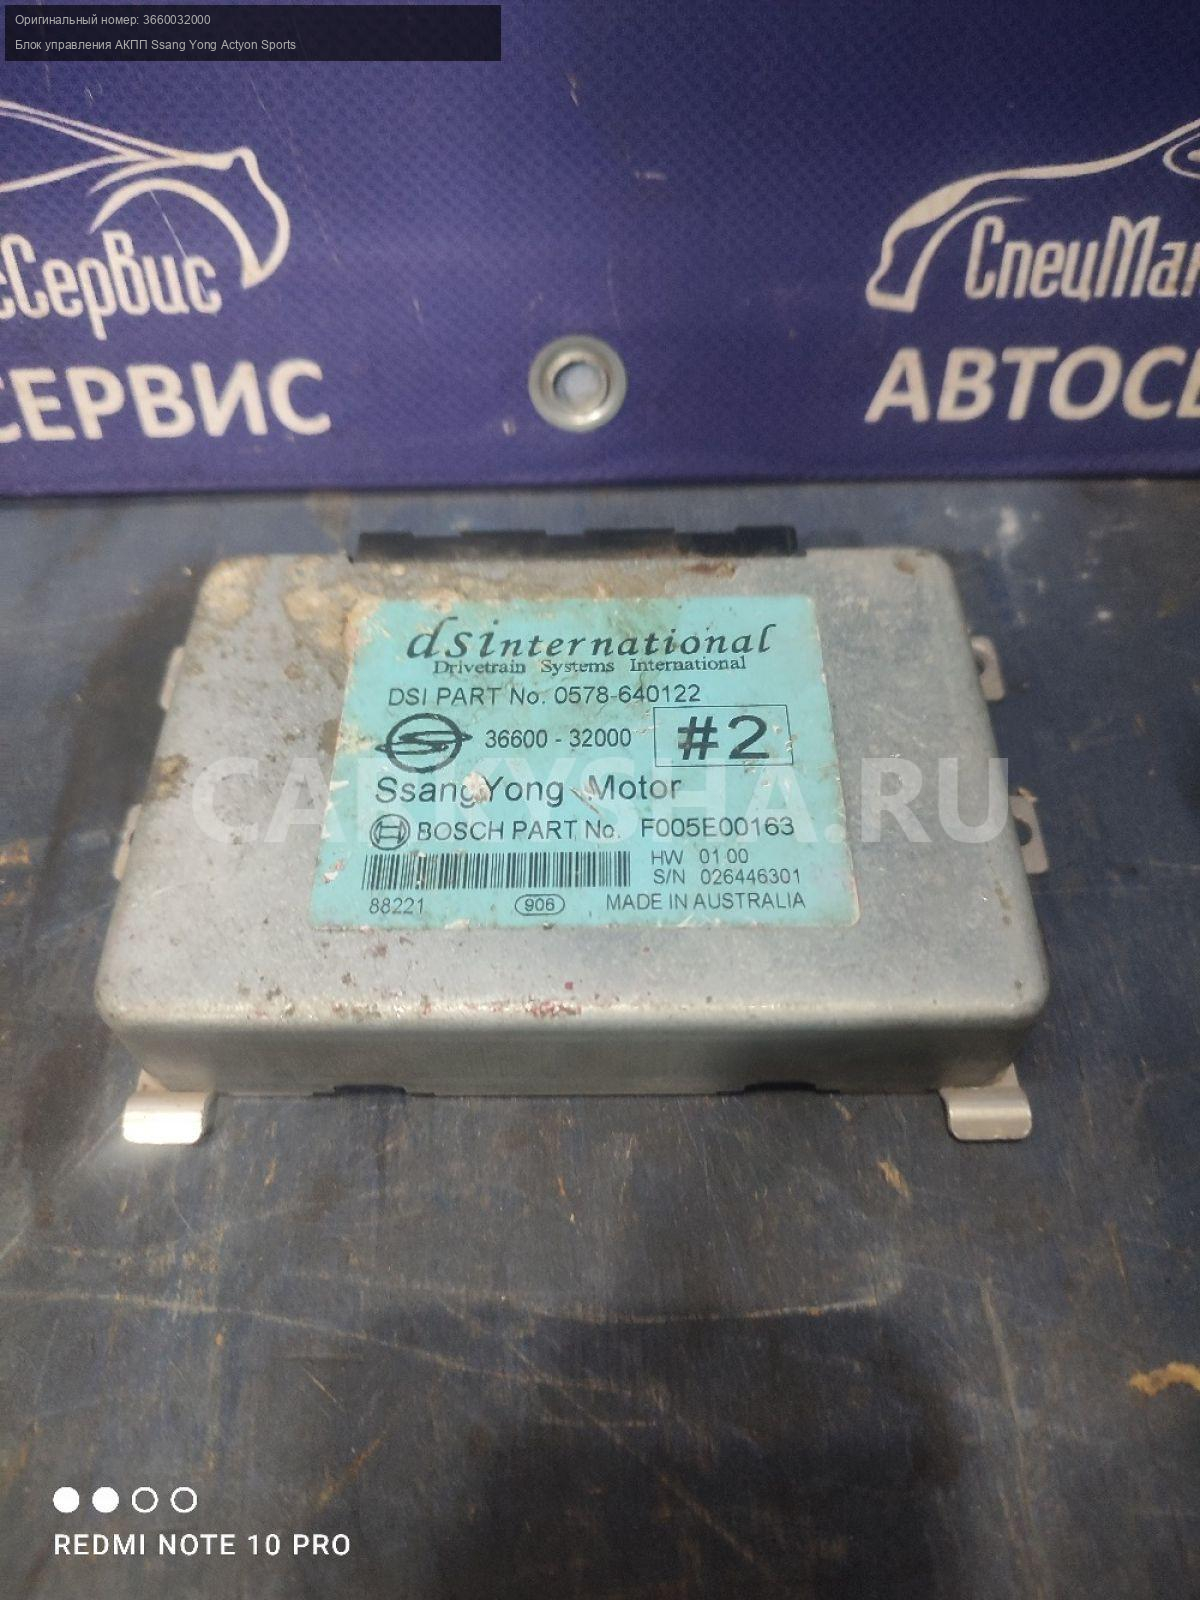 Оригинальный номер: 3660032000
Блок управления АКПП Ssang Yong Actyon Sports
Сервис
СпецМа
СЕРВИС
АВТОСЕ
dsinternational
Drivetrain Systems International
DSI PART No. 0578-640122
36600 - 32000
#2
SsangYong Motor
BOSCH PART No. F005E00163
HW 01 00
S/N 026446301
88221
906
MADE IN AUSTRALIA
CARKYSHA.RU
REDMI NOTE 10 PRO